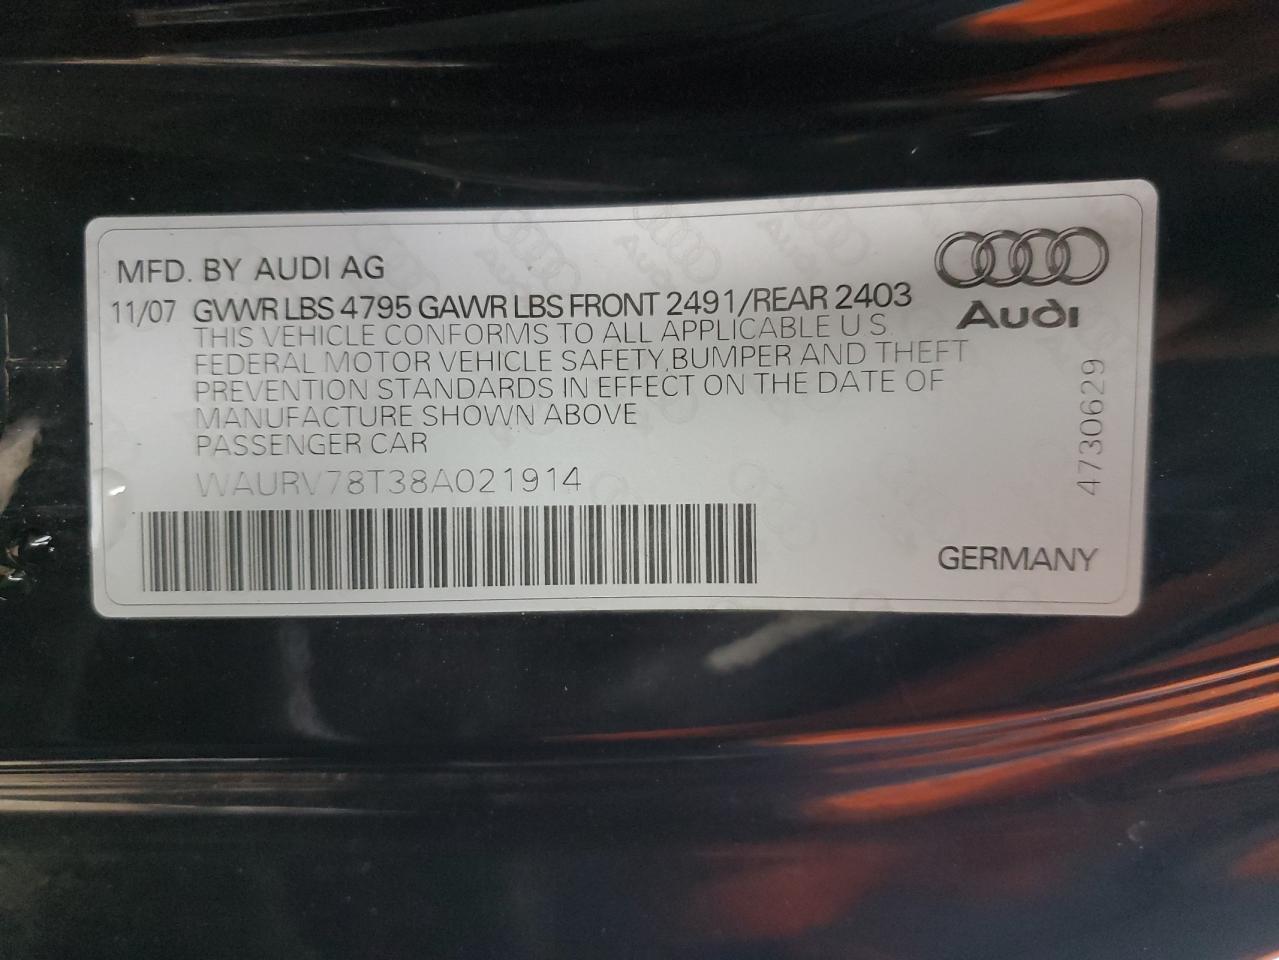 MFD. BY AUDI AG
11/07 GVWR LBS 4795 GAWR LBS FRONT 2491/REAR 2403
THIS VEHICLE CONFORMS TO ALL APPLICABLE U.S.
FEDERAL MOTOR VEHICLE SAFETY, BUMPER AND THEFT
PREVENTION STANDARDS IN EFFECT ON THE DATE OF
MANUFACTURE SHOWN ABOVE
PASSENGER CAR
WAURV78T38A021914
Audi
4730629
GERMANY